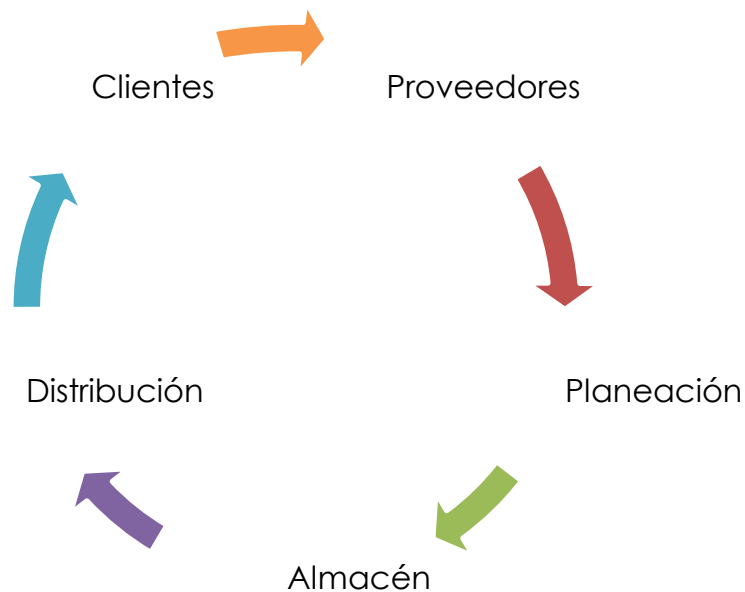 Clientes
Proveedores
Distribución
Planeación
Almacén